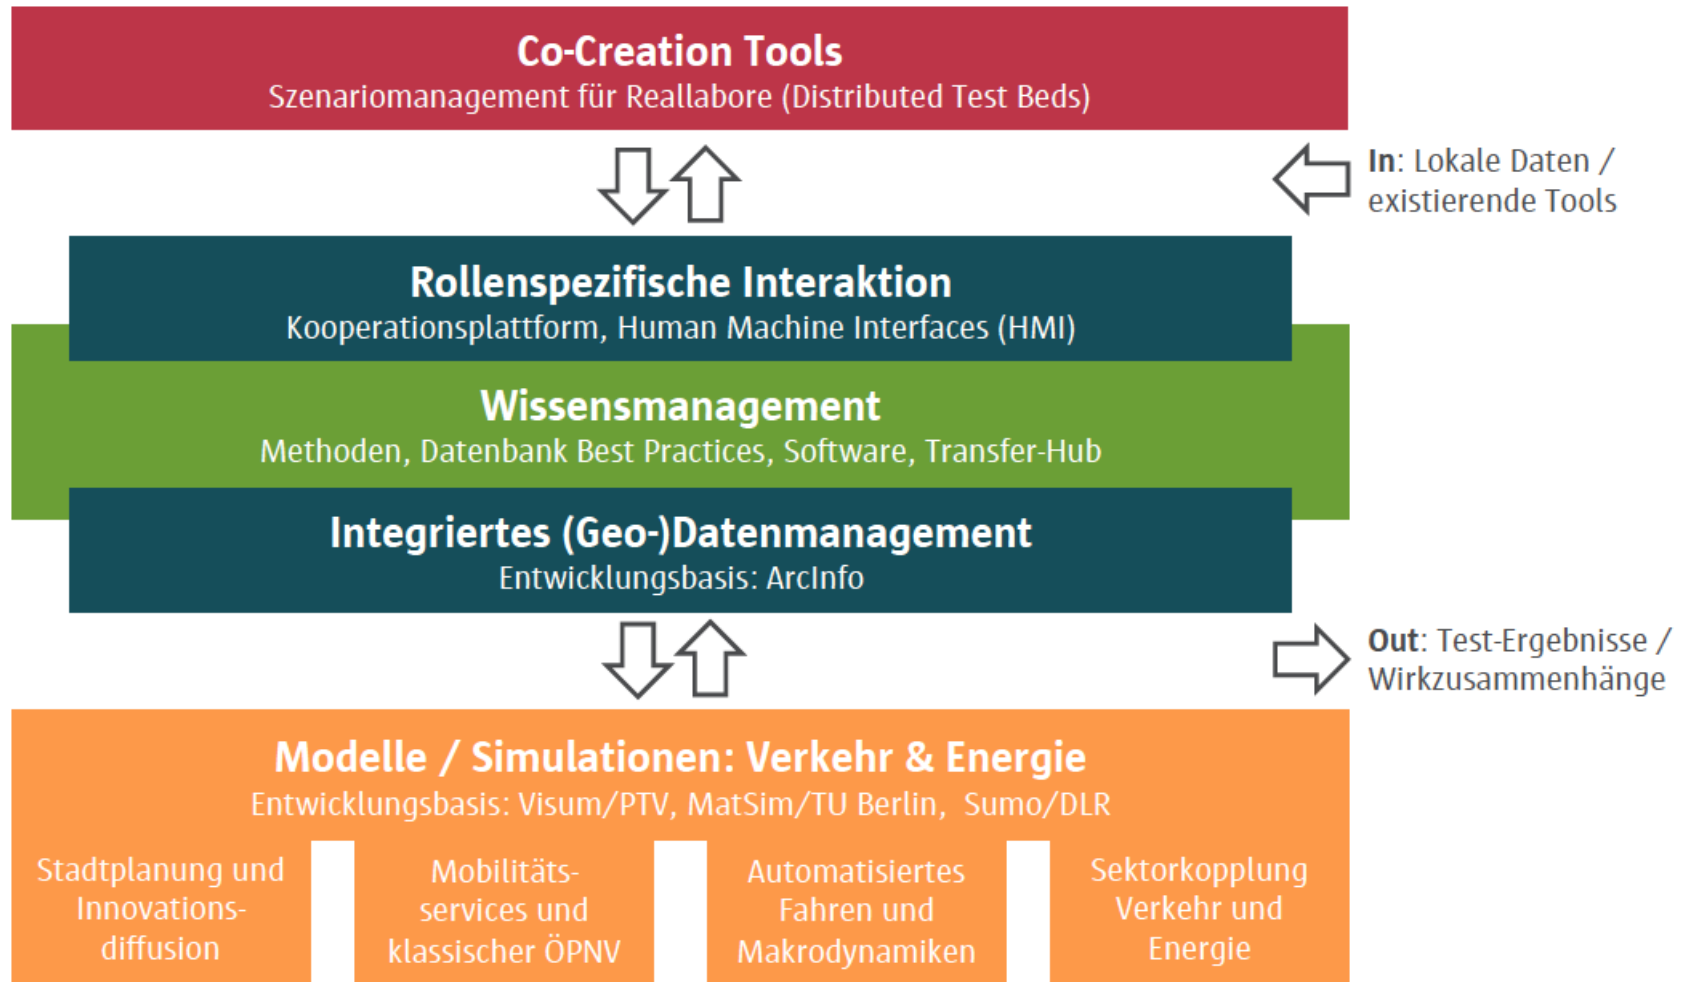 Co-Creation Tools
Szenariomanagement für Reallabore (Distributed Test Beds)
In: Lokale Daten /
existierende Tools
Rollenspezifische Interaktion
Kooperationsplattform, Human Machine Interfaces (HMI)
Wissensmanagement
Methoden, Datenbank Best Practices, Software, Transfer-Hub
Integriertes (Geo-)Datenmanagement
Entwicklungsbasis: ArcInfo
Out: Test-Ergebnisse /
Wirkzusammenhänge
Modelle / Simulationen: Verkehr & Energie
Entwicklungsbasis: Visum/PTV, MatSim/TU Berlin, Sumo/DLR
Stadtplanung und
Innovations-
diffusion
Mobilitäts-
services und
klassischer ÖPNV
Automatisiertes
Fahren und
Makrodynamiken
Sektorkopplung
Verkehr und
Energie